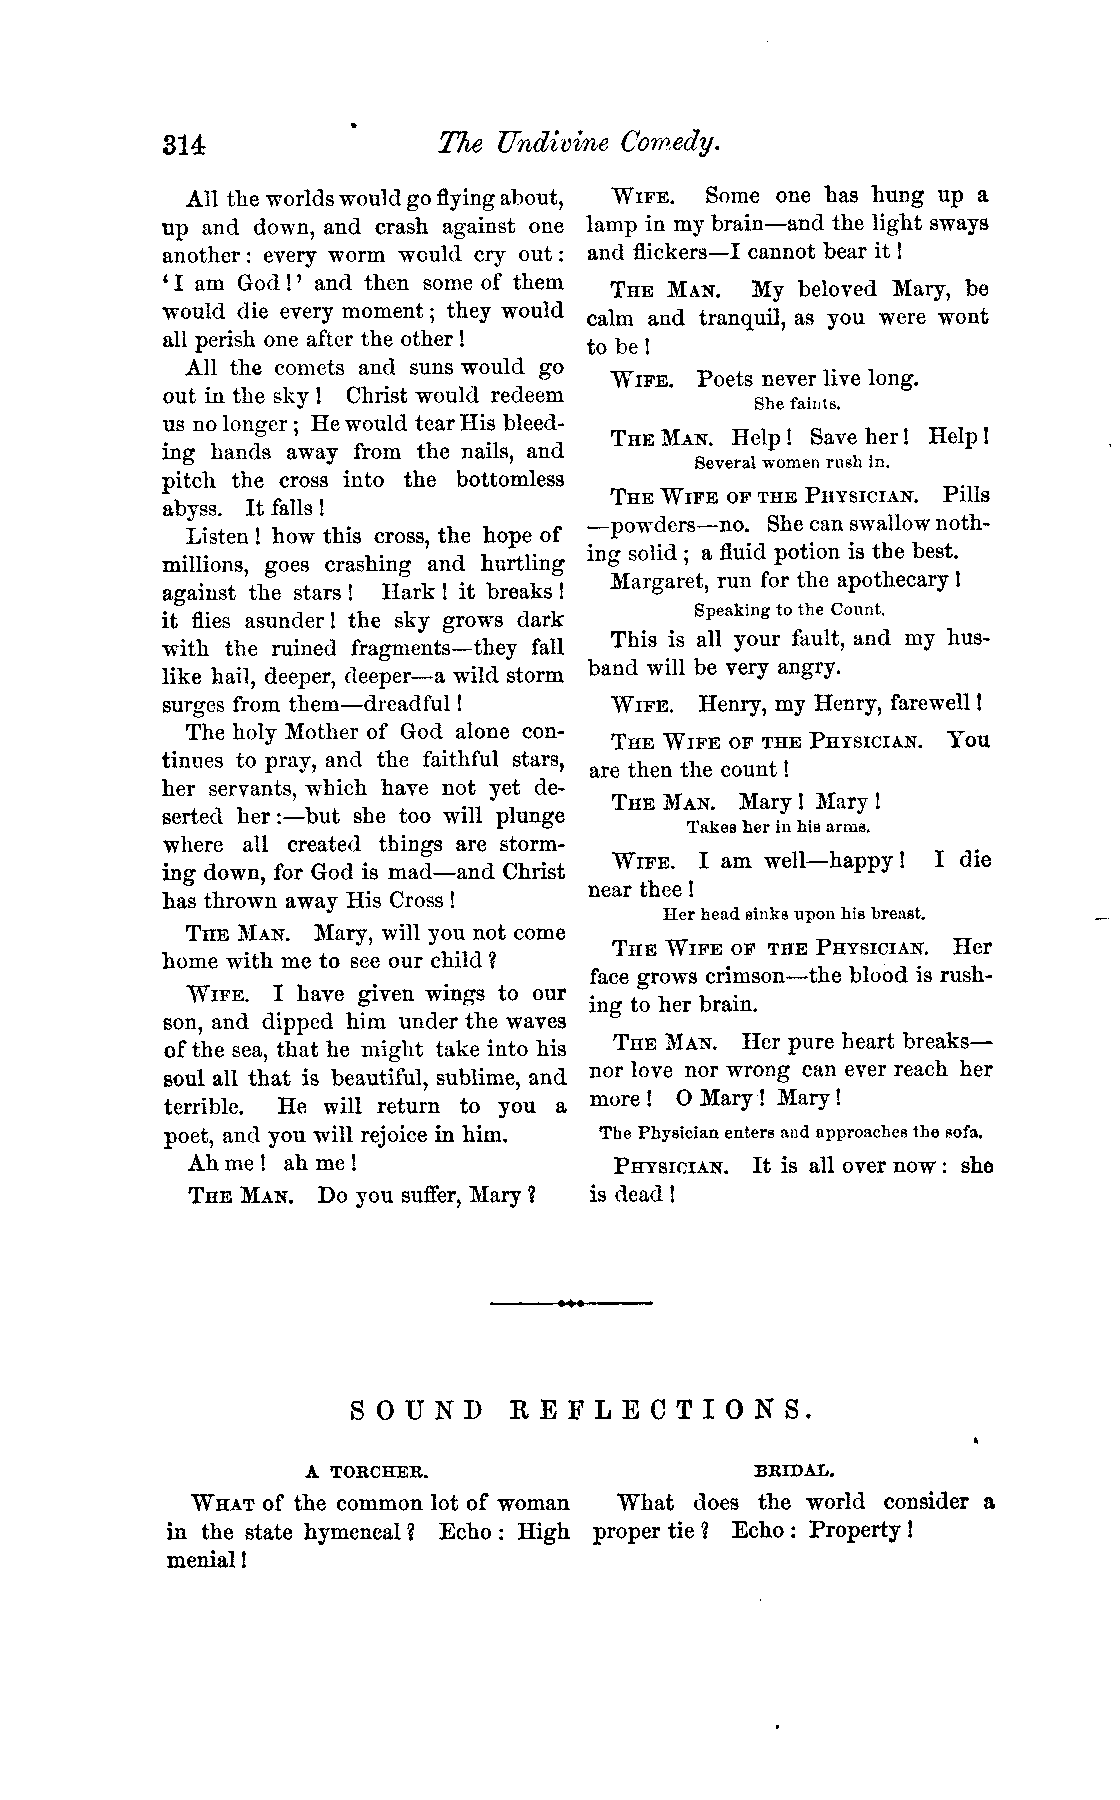 314 The Undivine Comedy.
All the worlds would go flying about,
up and down, and crash against one
another: every worm would cry out:
'I am God!' and then some of them
would die every moment; they would
all perish one after the other!
All the comets and suns would go
out in the sky! Christ would redeem
us no longer; He would tear His bleed-
ing hands away from the nails, and
pitch the cross into the bottomless
abyss. It falls!
Listen! how this cross, the hope of
millions, goes crashing and hurtling
against the stars! Hark! it breaks!
it flies asunder! the sky grows dark
with the ruined fragments—they fall
like hail, deeper, deeper—a wild storm
surges from them—dreadful!
The holy Mother of God alone con-
tinues to pray, and the faithful stars,
her servants, which have not yet de-
serted her:—but she too will plunge
where all created things are storm-
ing down, for God is mad—and Christ
has thrown away His Cross!
THE MAN. Mary, will you not come
home with me to see our child?
WIFE. I have given wings to our
son, and dipped him under the waves
of the sea, that he might take into his
soul all that is beautiful, sublime, and
terrible. He will return to you a
poet, and you will rejoice in him.
Ah me! ah me!
THE MAN. Do you suffer, Mary?
WIFE. Some one has hung up a
lamp in my brain—and the light sways
and flickers—I cannot bear it!
THE MAN. My beloved Mary, be
calm and tranquil, as you were wont
to be!
WIFE. Poets never live long.
She faints.
THE MAN. Help! Save her! Help!
Several women rush in.
THE WIFE OF THE PHYSICIAN. Pills
—powders—no. She can swallow noth-
ing solid; a fluid potion is the best.
Margaret, run for the apothecary!
Speaking to the Count.
This is all your fault, and my hus-
band will be very angry.
WIFE. Henry, my Henry, farewell!
THE WIFE OF THE PHYSICIAN. You
are then the count!
THE MAN. Mary! Mary!
Takes her in his arms.
WIFE. I am well—happy! I die
near thee!
Her head sinks upon his breast.
THE WIFE OF THE PHYSICIAN. Her
face grows crimson—the blood is rush-
ing to her brain.
THE MAN. Her pure heart breaks—
nor love nor wrong can ever reach her
more! O Mary! Mary!
The Physician enters and approaches the sofa.
PHYSICIAN. It is all over now: she
is dead!
SOUND REFLECTIONS.
A TORCHER.
WHAT of the common lot of woman
in the state hymeneal? Echo: High
menial!
BRIDAL.
What does the world consider a
proper tie? Echo: Property!